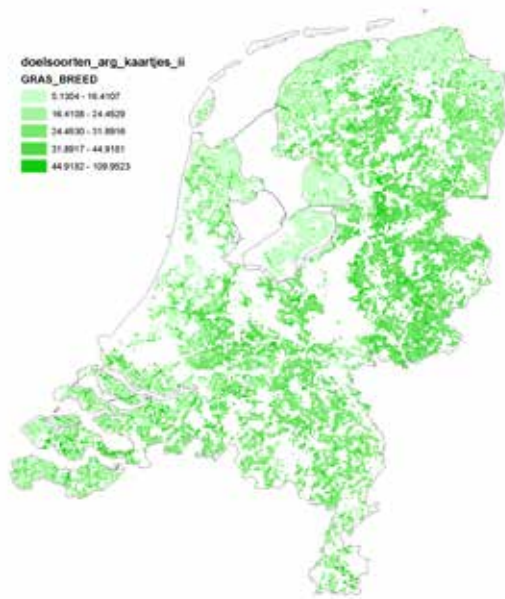 doelsoorten_arg_kaartjes_ii
GRAS_BREED
5.1304 - 16.4107
16.4108 - 24.4529
24.4530 - 31.8916
31.8917 - 44.9181
44.9182 - 109.9523